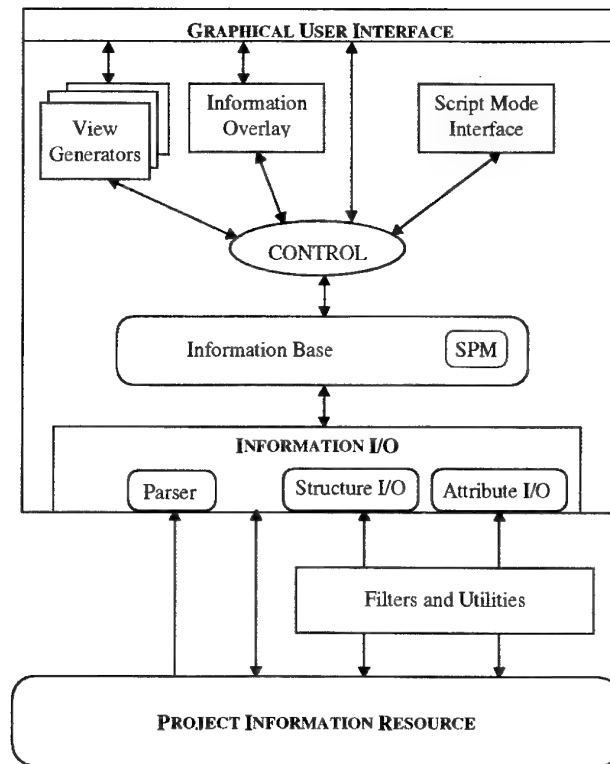 GRAPHICAL USER INTERFACE
View
Generators
Information
Overlay
Script Mode
Interface
CONTROL
Information Base
SPM
INFORMATION I/O
Parser
Structure I/O
Attribute I/O
Filters and Utilities
PROJECT INFORMATION RESOURCE